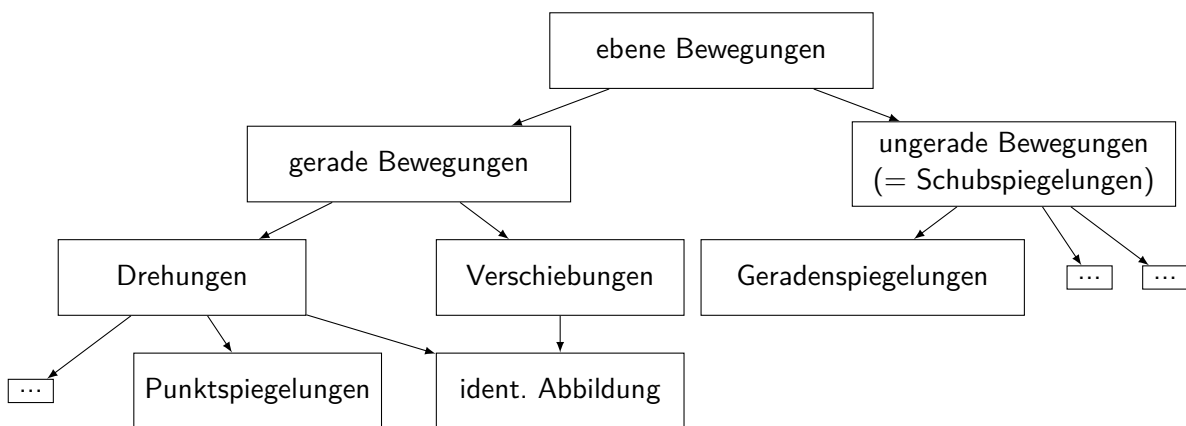 ebene Bewegungen
gerade Bewegungen
ungerade Bewegungen
(= Schubspiegelungen)
Drehungen
Verschiebungen
Geradenspiegelungen
...
...
...
Punktspiegelungen
ident. Abbildung